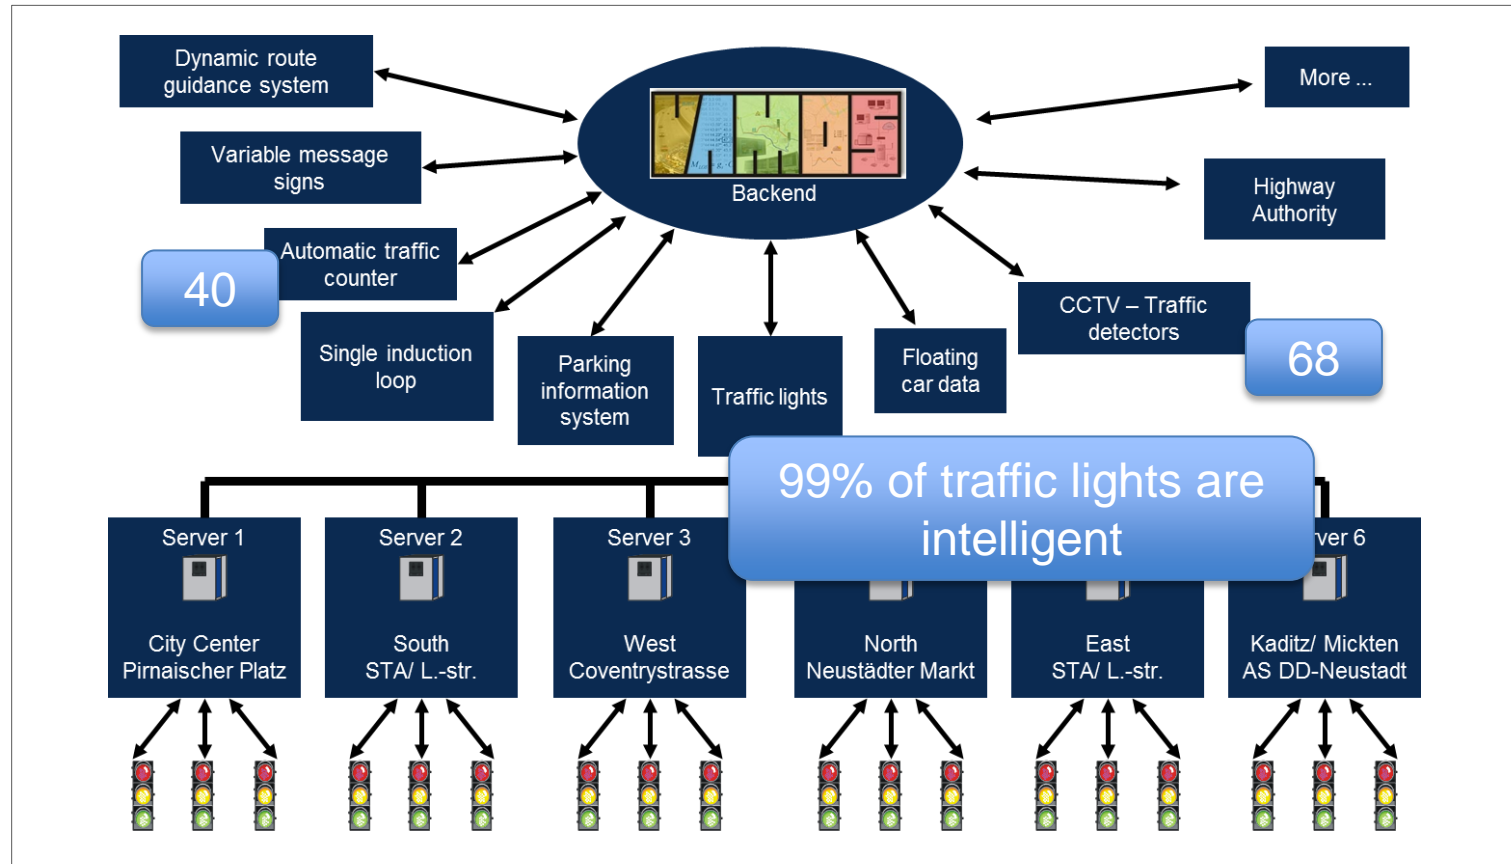 Dynamic route
guidance system
More ...
Variable message
signs
Backend
Highway
Authority
Automatic traffic
counter
40
CCTV – Traffic
detectors
68
Single induction
loop
Parking
information
system
Traffic lights
Floating
car data
99% of traffic lights are
intelligent
Server 1
City Center
Pirnaischer Platz
Server 2
South
STA/ L.-str.
Server 3
West
Coventrystrasse
North
Neustädter Markt
East
STA/ L.-str.
rver 6
Kaditz/ Mickten
AS DD-Neustadt